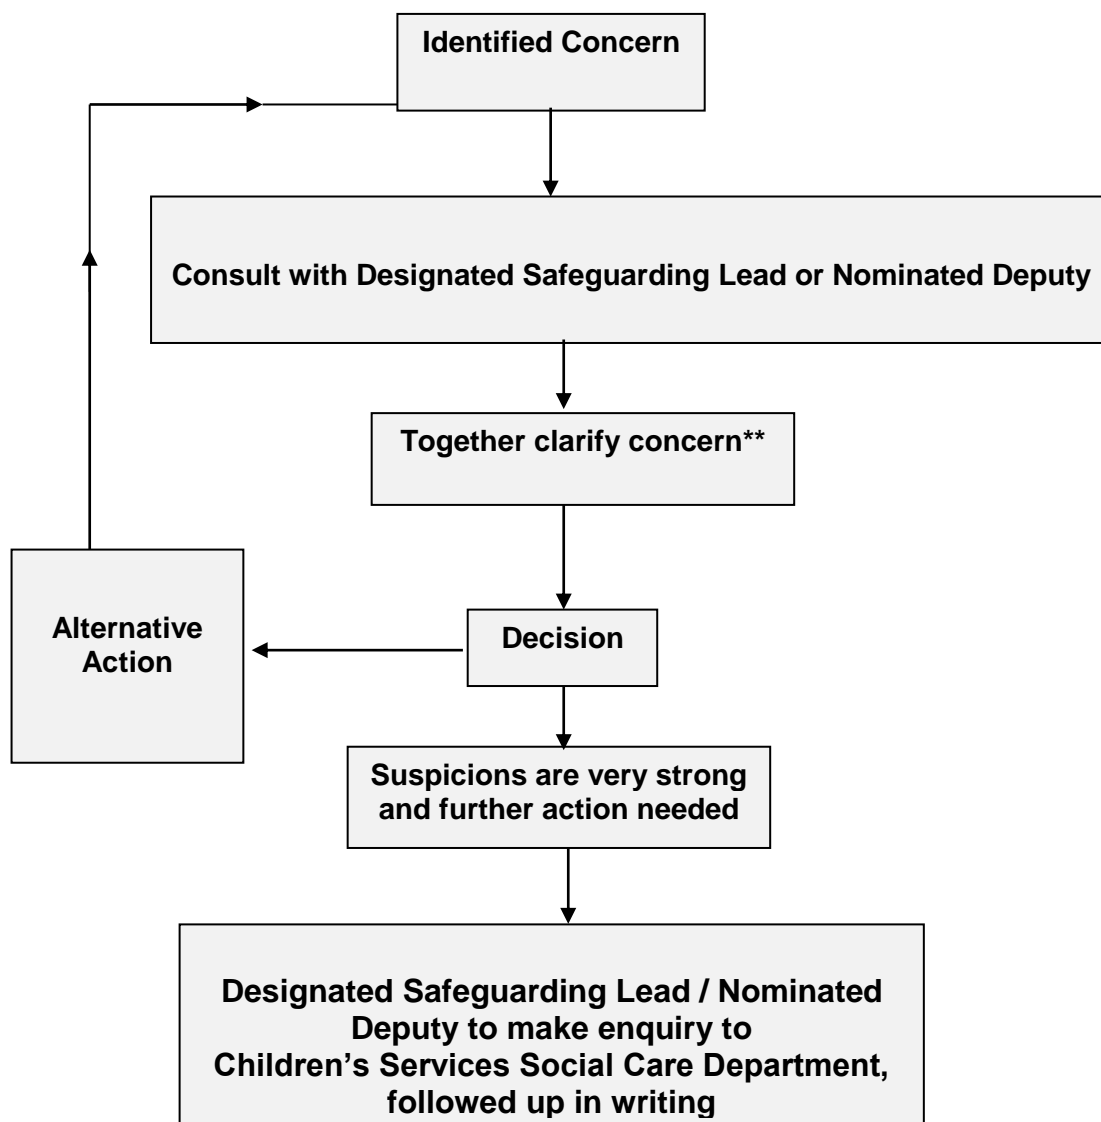 Identified Concern
Consult with Designated Safeguarding Lead or Nominated Deputy
Together clarify concern**
Alternative
Action
Decision
Suspicions are very strong
and further action needed
Designated Safeguarding Lead / Nominated
Deputy to make enquiry to
Children’s Services Social Care Department,
followed up in writing